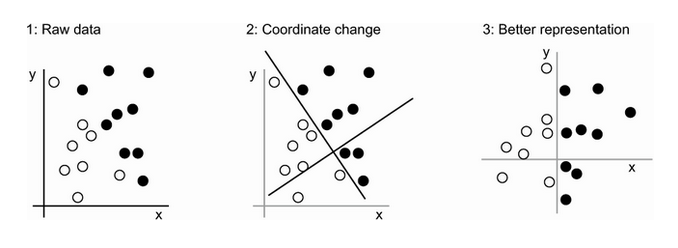 1: Raw data
y
x
2: Coordinate change
y
x
3: Better representation
y
x